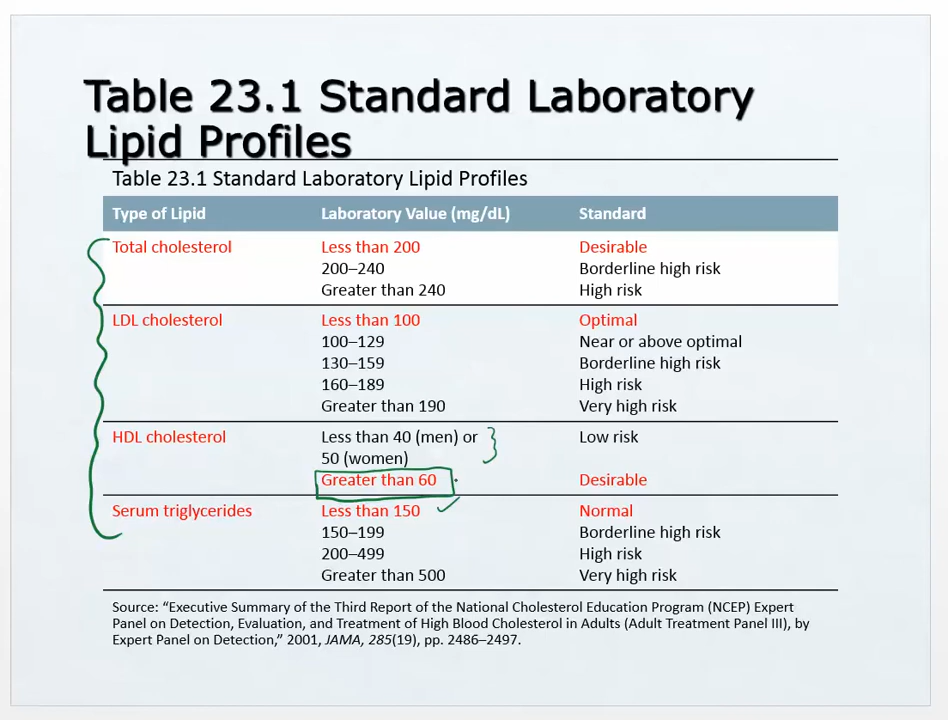 Table 23.1 Standard Laboratory
Lipid Profiles
Table 23.1 Standard Laboratory Lipid Profiles
Type of Lipid Laboratory Value (mg/dL) Standard
Total cholesterol Less than 200 Desirable
200–240 Borderline high risk
Greater than 240 High risk
LDL cholesterol Less than 100 Optimal
100–129 Near or above optimal
130–159 Borderline high risk
160–189 High risk
Greater than 190 Very high risk
HDL cholesterol Less than 40 (men) or Low risk
50 (women)
Greater than 60 Desirable
Serum triglycerides Less than 150 Normal
150–199 Borderline high risk
200–499 High risk
Greater than 500 Very high risk
Source: “Executive Summary of the Third Report of the National Cholesterol Education Program (NCEP) Expert
Panel on Detection, Evaluation, and Treatment of High Blood Cholesterol in Adults (Adult Treatment Panel III), by
Expert Panel on Detection,” 2001, JAMA, 285(19), pp. 2486–2497.